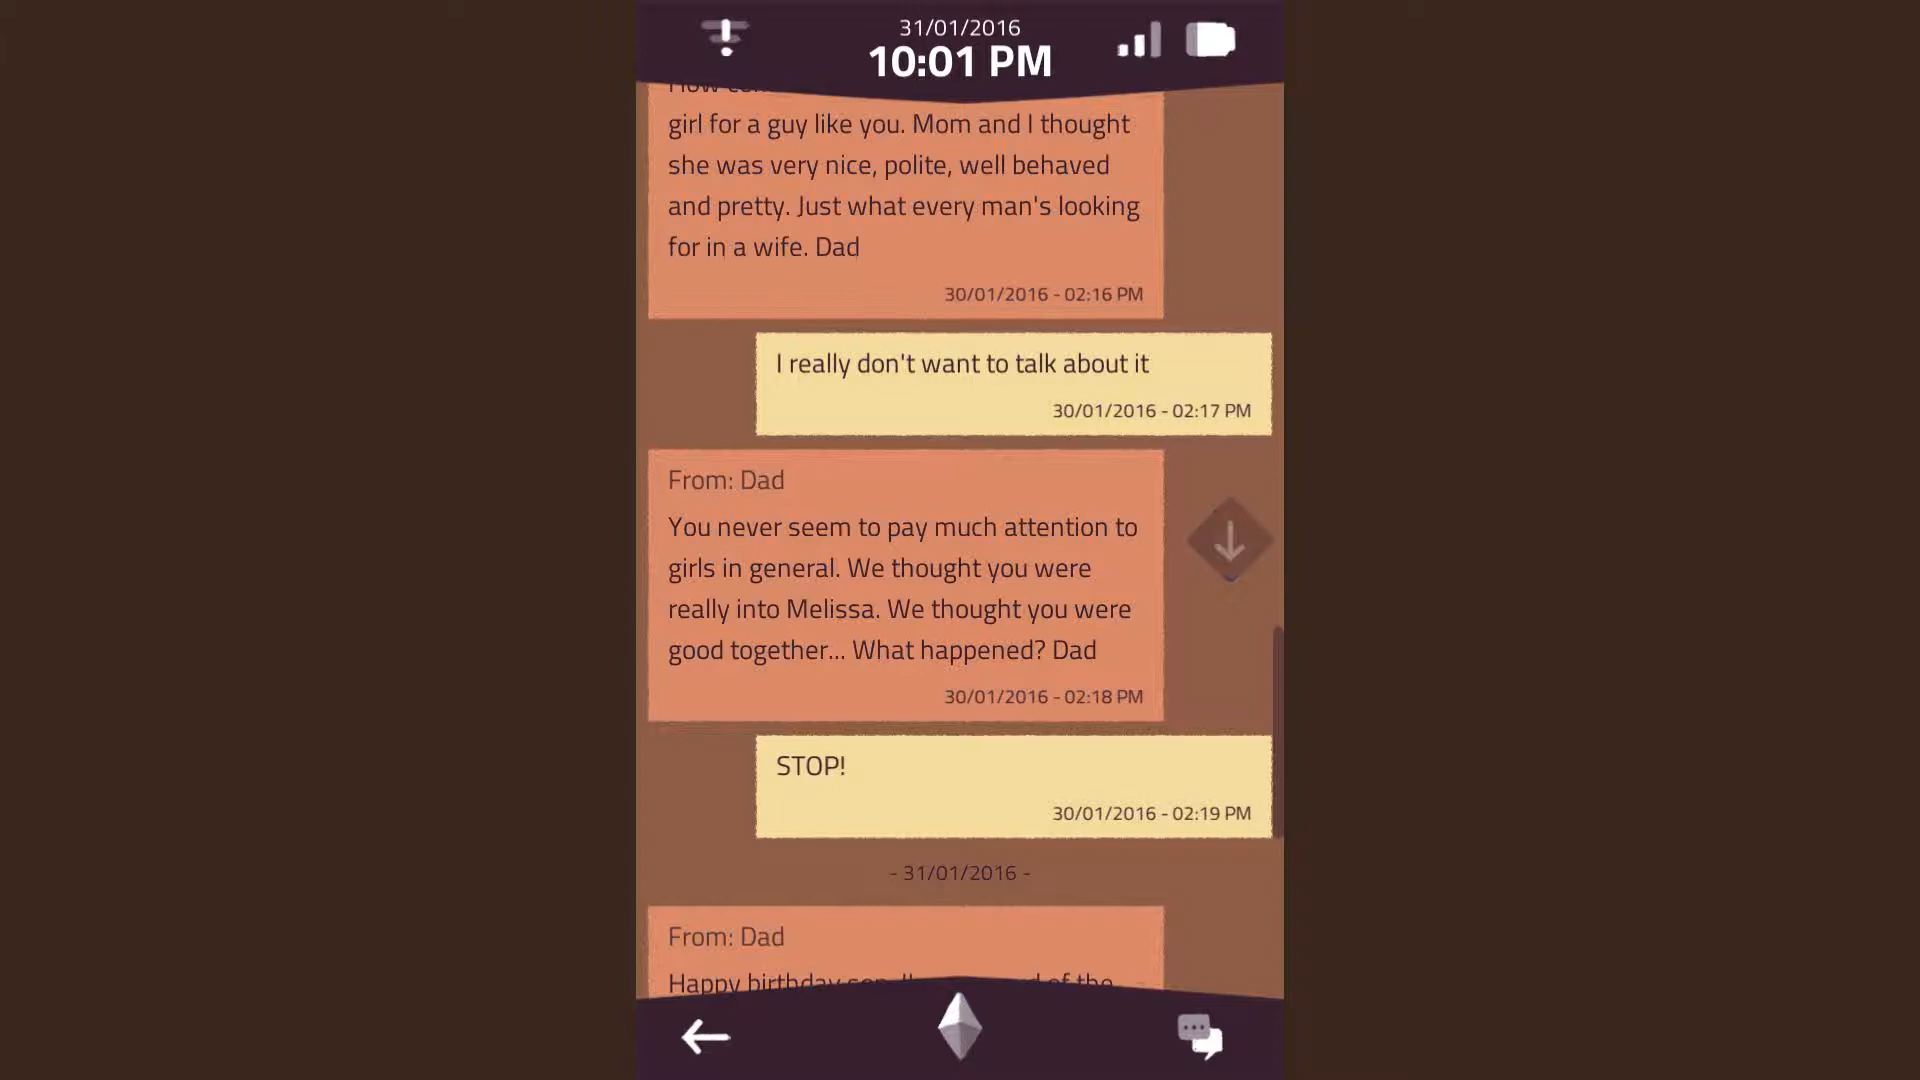 31/01/2016
10:01 PM
girl for a guy like you. Mom and I thought
she was very nice, polite, well behaved
and pretty. Just what every man's looking
for in a wife. Dad
30/01/2016 - 02:16 PM
I really don't want to talk about it
30/01/2016 - 02:17 PM
From: Dad
You never seem to pay much attention to
girls in general. We thought you were
really into Melissa. We thought you were
good together... What happened? Dad
30/01/2016 - 02:18 PM
STOP!
30/01/2016 - 02:19 PM
- 31/01/2016 -
From: Dad
Happy birthday of the